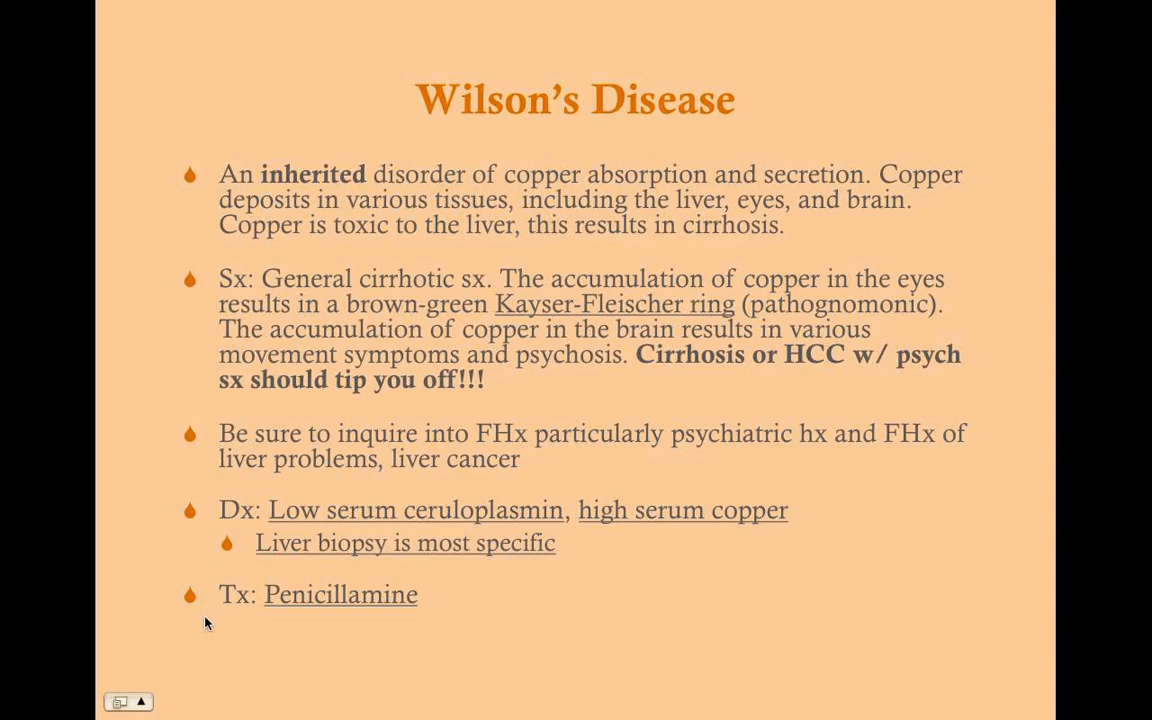 Wilson’s Disease
An inherited disorder of copper absorption and secretion. Copper
deposits in various tissues, including the liver, eyes, and brain.
Copper is toxic to the liver, this results in cirrhosis.
Sx: General cirrhotic sx. The accumulation of copper in the eyes
results in a brown-green Kayser-Fleischer ring (pathognomonic).
The accumulation of copper in the brain results in various
movement symptoms and psychosis. Cirrhosis or HCC w/ psych
sx should tip you off!!!
Be sure to inquire into FHx particularly psychiatric hx and FHx of
liver problems, liver cancer
Dx: Low serum ceruloplasmin, high serum copper
Liver biopsy is most specific
Tx: Penicillamine